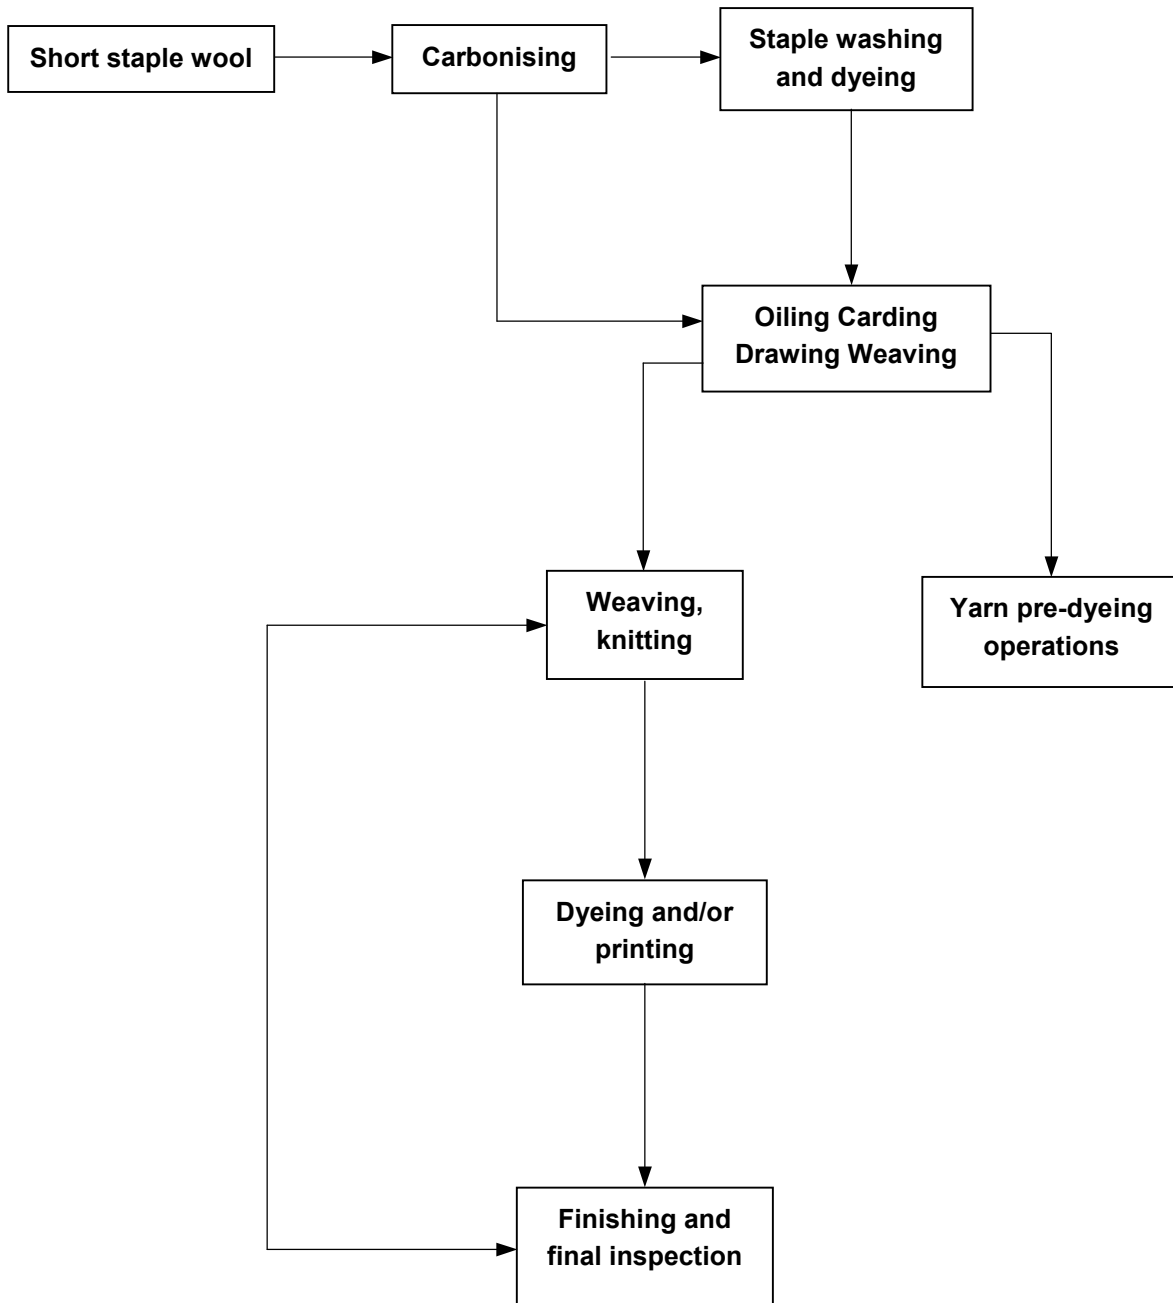 Short staple wool
Carbonising
Staple washing
and dyeing
Oiling Carding
Drawing Weaving
Weaving,
knitting
Yarn pre-dyeing
operations
Dyeing and/or
printing
Finishing and
final inspection